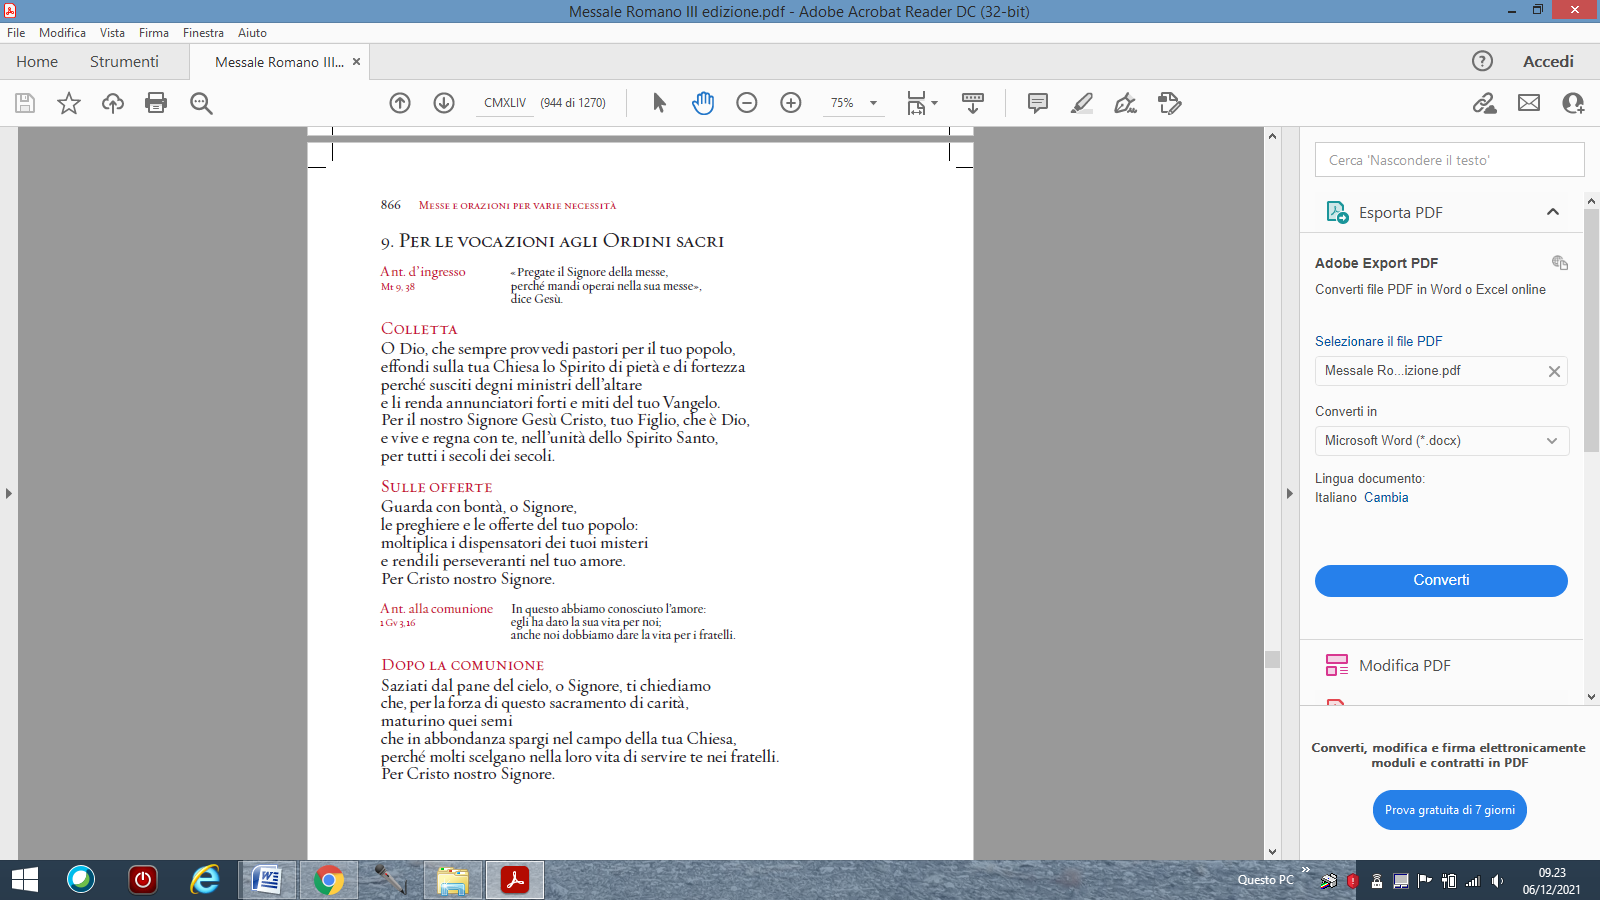 Messale Romano III edizione.pdf - Adobe Acrobat Reader DC (32-bit)
File Modifica Vista Firma Finestra Aiuto
Home Strumenti Messale Romano III... × Accedi
CMXLIV (944 di 1270) 75%
866 Messe e orazioni per varie necessità
9. Per le vocazioni agli Ordini sacri
Ant. d'ingresso
Mt 9, 38
«Pregate il Signore della messe,
perché mandi operai nella sua messe»,
dice Gesù.
Colletta
O Dio, che sempre provvedi pastori per il tuo popolo,
effondi sulla tua Chiesa lo Spirito di pietà e di fortezza
perché susciti degni ministri dell'altare
e li renda annunciatori forti e miti del tuo Vangelo.
Per il nostro Signore Gesù Cristo, tuo Figlio, che è Dio,
e vive e regna con te, nell'unità dello Spirito Santo,
per tutti i secoli dei secoli.
Sulle offerte
Guarda con bontà, o Signore,
le preghiere e le offerte del tuo popolo:
moltiplica i dispensatori dei tuoi misteri
e rendili perseveranti nel tuo amore.
Per Cristo nostro Signore.
Ant. alla comunione
1 Gv 3,16
In questo abbiamo conosciuto l'amore:
egli ha dato la sua vita per noi;
anche noi dobbiamo dare la vita per i fratelli.
Dopo la comunione
Saziati dal pane del cielo, o Signore, ti chiediamo
che, per la forza di questo sacramento di carità,
maturino quei semi
che in abbondanza spargi nel campo della tua Chiesa,
perché molti scelgano nella loro vita di servire te nei fratelli.
Per Cristo nostro Signore.
Cerca 'Nascondere il testo'
Esporta PDF
Adobe Export PDF
Converti file PDF in Word o Excel online
Selezionare il file PDF
Messale Ro...izione.pdf
Converti in
Microsoft Word (*.docx)
Lingua documento:
Italiano Cambia
Converti
Modifica PDF
Converti, modifica e firma elettronicamente
moduli e contratti in PDF
Prova gratuita di 7 giorni
Questo PC »
09.23
06/12/2021